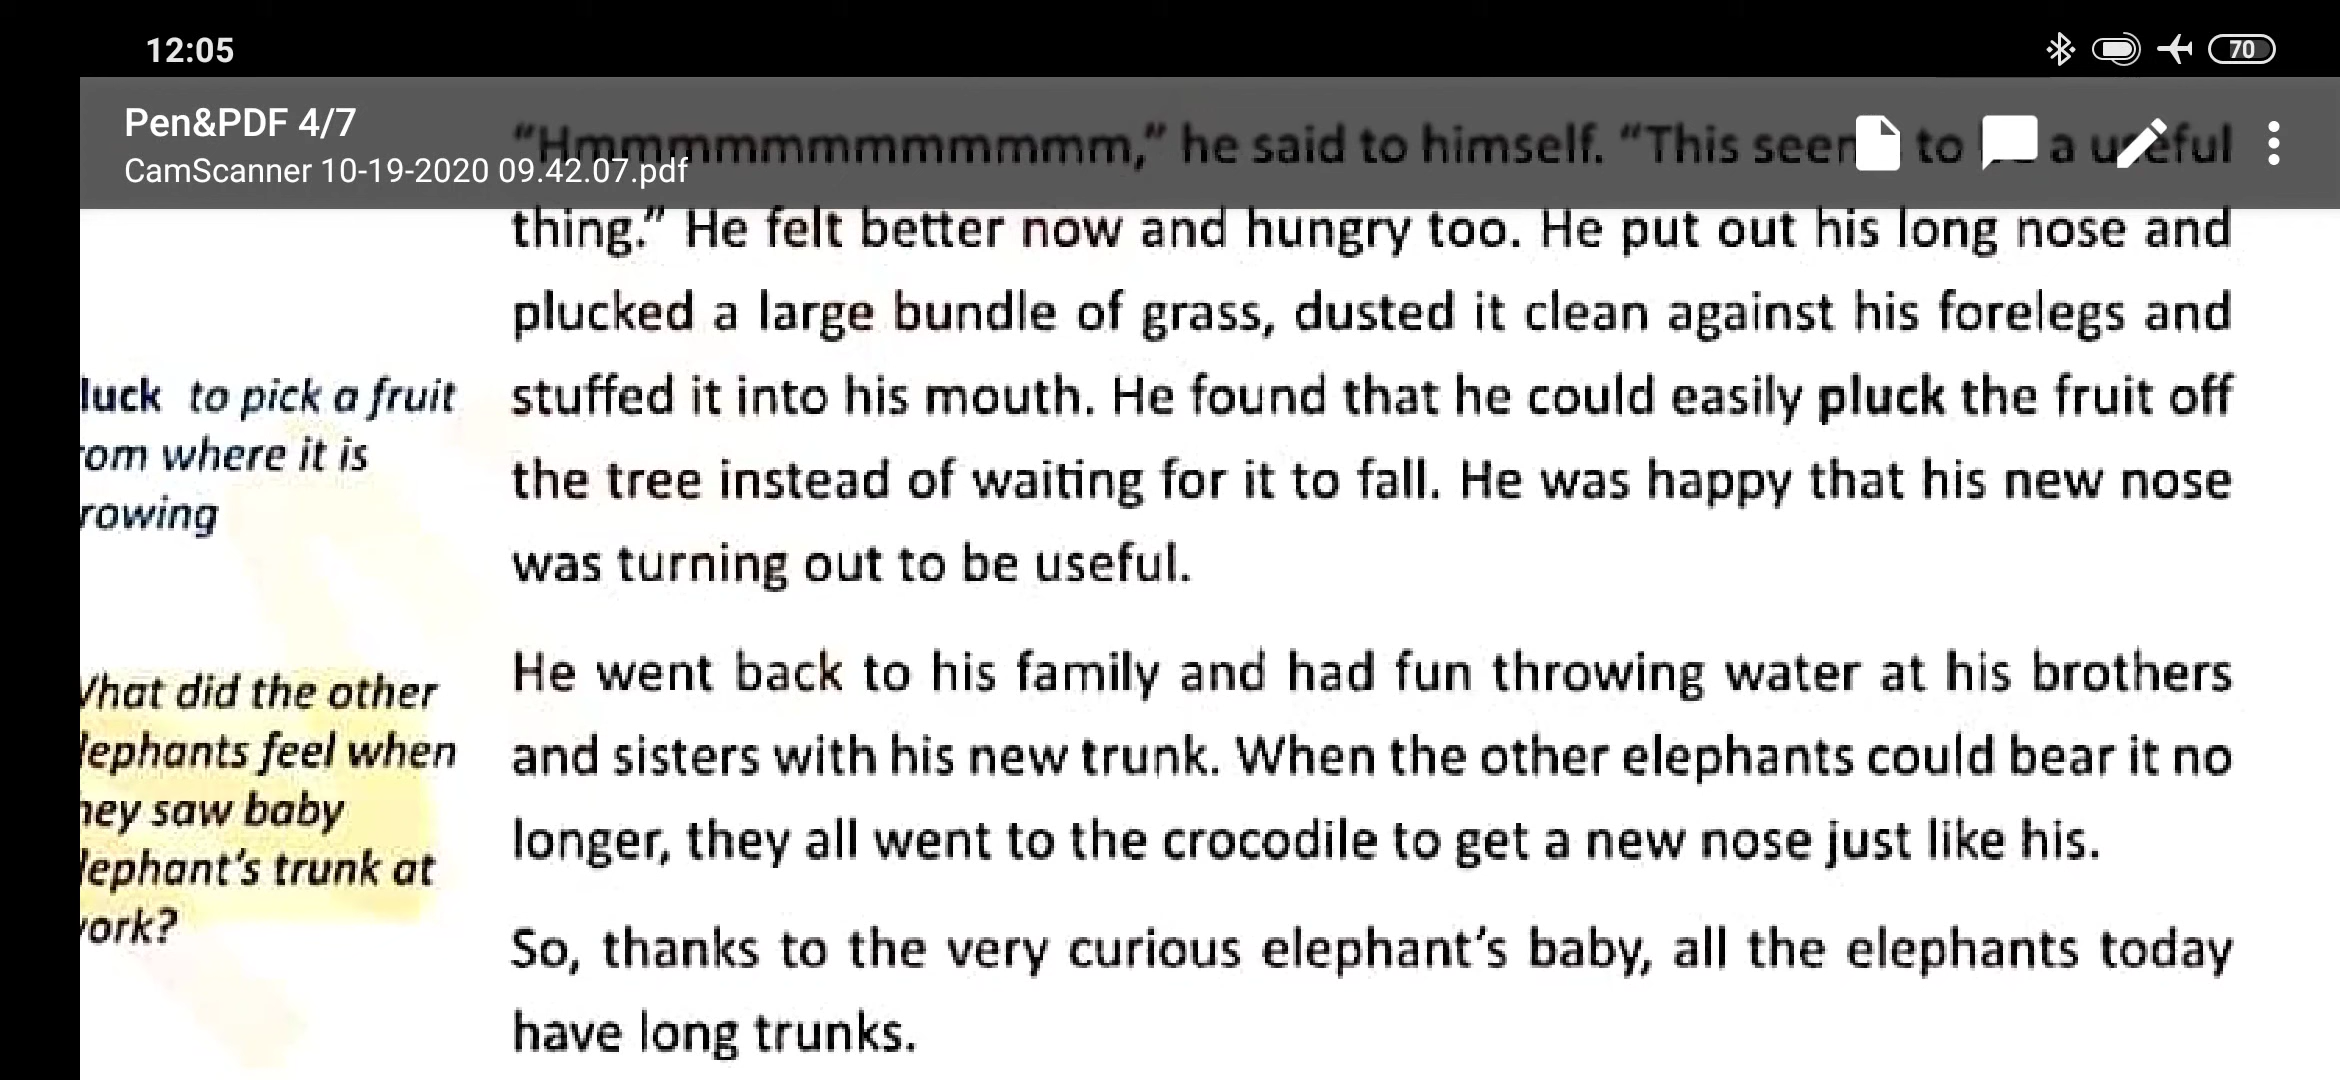 12:05
70
Pen&PDF 4/7
CamScanner 10-19-2020 09.42.07.pdf
“Hmmmmmmmmmmmm,” he said to himself. “This seem to a useful
thing.” He felt better now and hungry too. He put out his long nose and
plucked a large bundle of grass, dusted it clean against his forelegs and
stuffed it into his mouth. He found that he could easily pluck the fruit off
the tree instead of waiting for it to fall. He was happy that his new nose
was turning out to be useful.
luck to pick a fruit
rom where it is
rowing
He went back to his family and had fun throwing water at his brothers
and sisters with his new trunk. When the other elephants could bear it no
longer, they all went to the crocodile to get a new nose just like his.
What did the other
lephants feel when
hey saw baby
lephant’s trunk at
work?
So, thanks to the very curious elephant’s baby, all the elephants today
have long trunks.